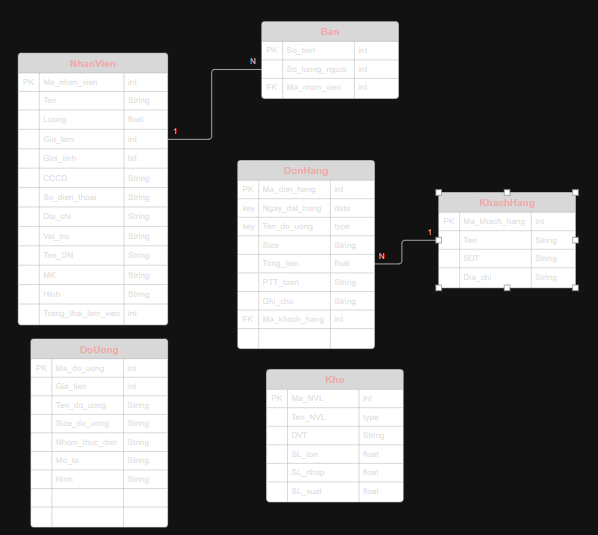 Ban
PK So_ban int
So_luong_nguoi int
FK Ma_nhan_vien int
N
1
NhanVien
PK Ma_nhan_vien int
Ten String
Luong float
Gio_lam int
Gioi_tinh bit
CCCD String
So_dien_thoai String
Dia_chi String
Vai_tro String
Ten_DN String
MK String
Hinh String
Trang_thai_lam_viec int
DonHang
PK Ma_don_hang int
key Ngay_dat_hang date
key Ten_do_uong type
Size String
Tong_tien float
PTT_toan String
Ghi_chu String
FK Ma_khach_hang int
N
1
KhachHang
PK Ma_khach_hang int
Ten String
SDT String
Dia_chi String
DoUong
PK Ma_do_uong int
Gia_tien int
Ten_do_uong String
Size_do_uong String
Nhom_thuc_don String
Mo_ta String
Hinh String
Kho
PK Ma_NVL int
Ten_NVL type
DVT String
SL_ton float
SL_nhap float
SL_xuat float